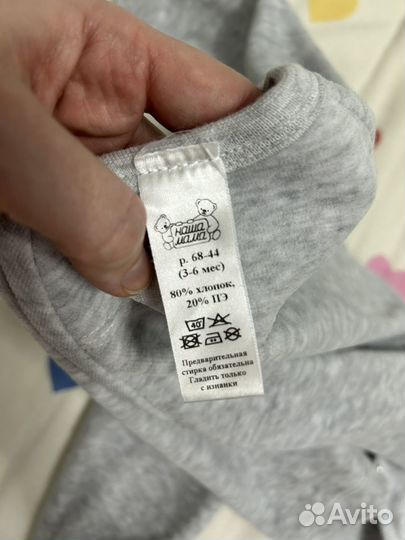 наша
мама
р. 68-44
(3-6 мес)
80% хлопок,
20% ПЭ
40
Предварительная
стирка обязательна
Гладить только
с изнанки
Avito